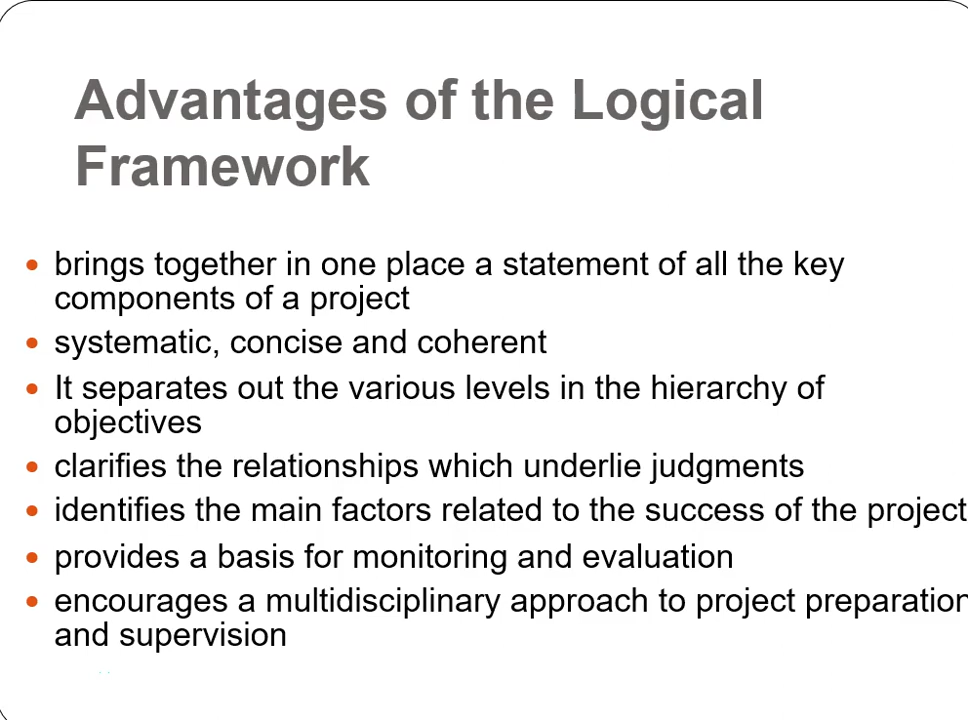 Advantages of the Logical
Framework
• brings together in one place a statement of all the key
components of a project
• systematic, concise and coherent
• It separates out the various levels in the hierarchy of
objectives
• clarifies the relationships which underlie judgments
• identifies the main factors related to the success of the project
• provides a basis for monitoring and evaluation
• encourages a multidisciplinary approach to project preparation
and supervision